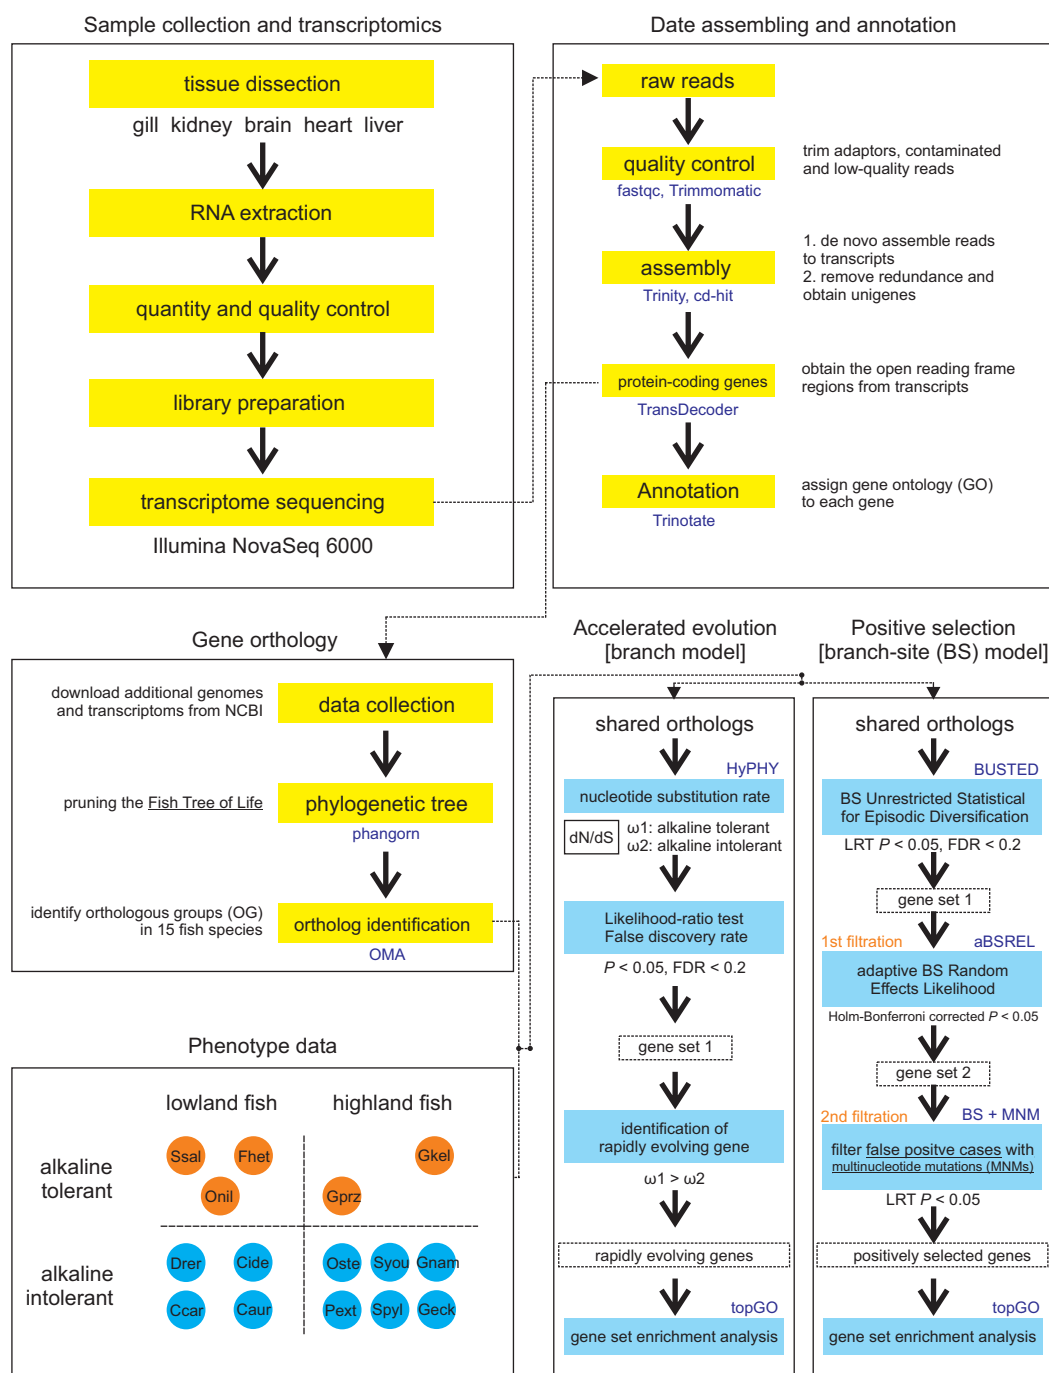 Sample collection and transcriptomics
tissue dissection
gill kidney brain heart liver
RNA extraction
quantity and quality control
library preparation
transcriptome sequencing
Illumina NovaSeq 6000
Date assembling and annotation
raw reads
quality control
fastqc, Trimmomatic
trim adaptors, contaminated
and low-quality reads
assembly
Trinity, cd-hit
1. de novo assemble reads
to transcripts
2. remove redundance and
obtain unigenes
protein-coding genes
TransDecoder
obtain the open reading frame
regions from transcripts
Annotation
Trinotate
assign gene ontology (GO)
to each gene
Gene orthology
download additional genomes
and transcriptoms from NCBI
data collection
pruning the Fish Tree of Life
phylogenetic tree
phangorn
identify orthologous groups (OG)
in 15 fish species
ortholog identification
OMA
Phenotype data
lowland fish
highland fish
alkaline
tolerant
Ssal
Fhet
Onil
Gkel
Gprz
alkaline
intolerant
Drer
Cide
Ccar
Caur
Oste
Syou
Gnam
Pext
Spyl
Geck
Accelerated evolution
[branch model]
shared orthologs
HyPHY
nucleotide substitution rate
dN/dS
ω1: alkaline tolerant
ω2: alkaline intolerant
Likelihood-ratio test
False discovery rate
P < 0.05, FDR < 0.2
gene set 1
identification of
rapidly evolving gene
ω1 > ω2
rapidly evolving genes
topGO
gene set enrichment analysis
Positive selection
[branch-site (BS) model]
shared orthologs
BUSTED
BS Unrestricted Statistical
for Episodic Diversification
LRT P < 0.05, FDR < 0.2
gene set 1
1st filtration
aBSREL
adaptive BS Random
Effects Likelihood
Holm-Bonferroni corrected P < 0.05
gene set 2
2nd filtration
BS + MNM
filter false positve cases with
multinucleotide mutations (MNMs)
LRT P < 0.05
positively selected genes
topGO
gene set enrichment analysis